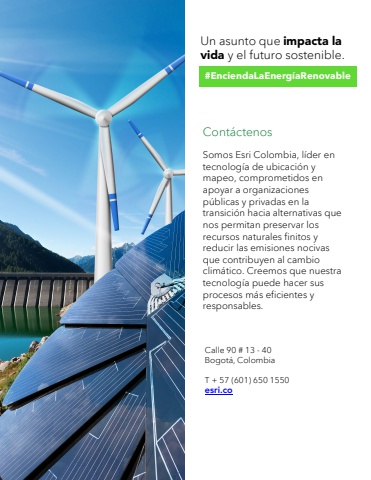 Un asunto que impacta la
vida y el futuro sostenible.
#EnciendaLaEnergíaRenovable
Contáctenos
Somos Esri Colombia, líder en
tecnología de ubicación y
mapeo, comprometidos en
apoyar a organizaciones
públicas y privadas en la
transición hacia alternativas que
nos permitan preservar los
recursos naturales finitos y
reducir las emisiones nocivas
que contribuyen al cambio
climático. Creemos que nuestra
tecnología puede hacer sus
procesos más eficientes y
responsables.
Calle 90 # 13 - 40
Bogotá, Colombia
T + 57 (601) 650 1550
esri.co